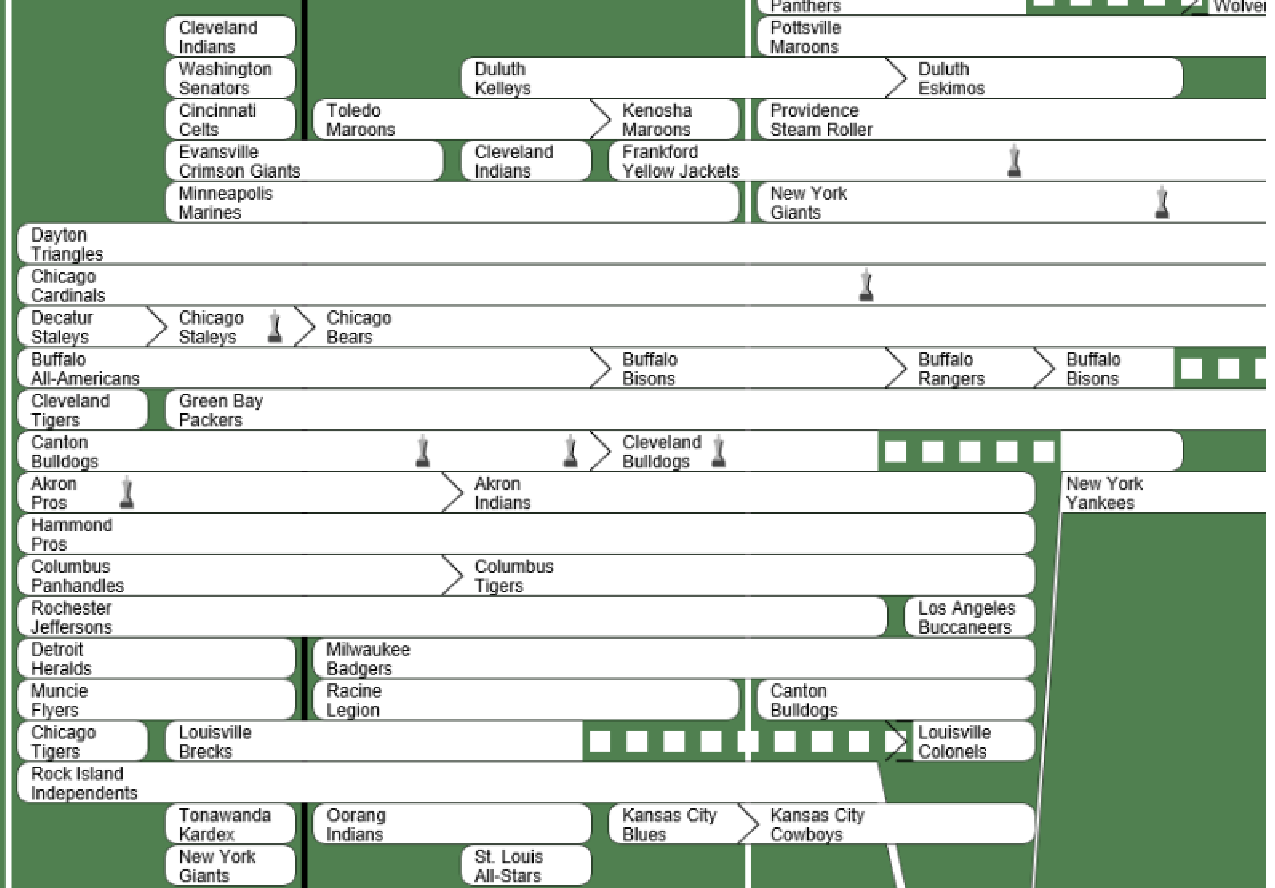 Panthers
Wolver
Cleveland
Indians
Pottsville
Maroons
Washington
Senators
Duluth
Kelleys
Duluth
Eskimos
Cincinnati
Celts
Toledo
Maroons
Kenosha
Maroons
Providence
Steam Roller
Evansville
Crimson Giants
Cleveland
Indians
Frankford
Yellow Jackets
Minneapolis
Marines
New York
Giants
Dayton
Triangles
Chicago
Cardinals
Decatur
Staleys
Chicago
Staleys
Chicago
Bears
Buffalo
All-Americans
Buffalo
Bisons
Buffalo
Rangers
Buffalo
Bisons
Cleveland
Tigers
Green Bay
Packers
Canton
Bulldogs
Cleveland
Bulldogs
Akron
Pros
Akron
Indians
New York
Yankees
Hammond
Pros
Columbus
Panhandles
Columbus
Tigers
Rochester
Jeffersons
Los Angeles
Buccaneers
Detroit
Heralds
Milwaukee
Badgers
Muncie
Flyers
Racine
Legion
Canton
Bulldogs
Chicago
Tigers
Louisville
Brecks
Louisville
Colonels
Rock Island
Independents
Tonawanda
Kardex
Oorang
Indians
Kansas City
Blues
Kansas City
Cowboys
New York
Giants
St. Louis
All-Stars